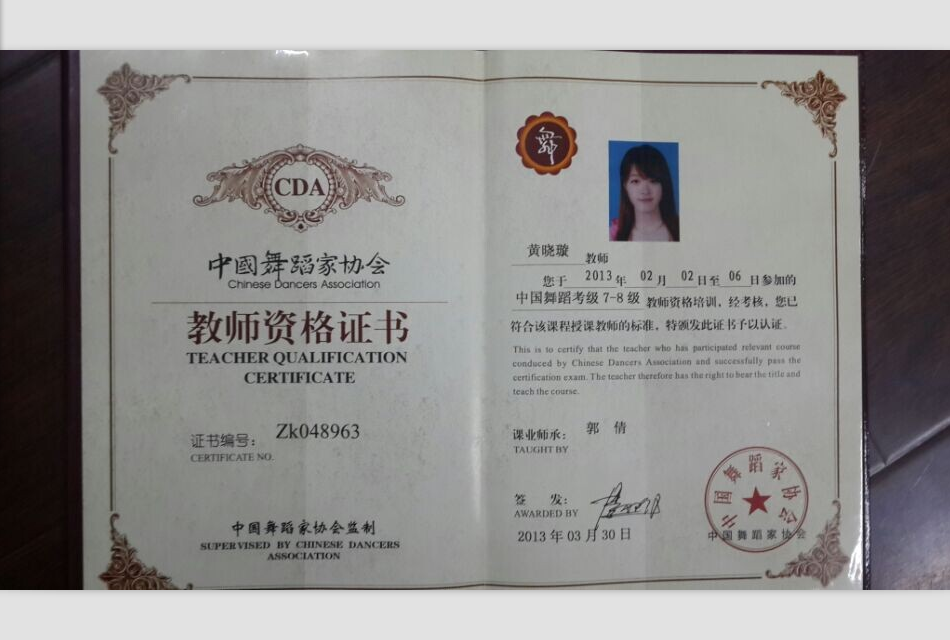 CDA
中國舞蹈家协会
Chinese Dancers Association
教师资格证书
TEACHER QUALIFICATION
CERTIFICATE
证书编号： Zk048963
CERTIFICATE NO.
中国舞蹈家协会监制
SUPERVISED BY CHINESE DANCERS
ASSOCIATION
舞
黄晓璇 教师
您于 2013 年 02 月 02 日至 06 日参加的
中国舞蹈考级 7-8 级 教师资格培训，经考核，您已
符合该课程授课教师的标准，特颁发此证书予以认证。
This is to certify that the teacher who has participated relevant course
conduced by Chinese Dancers Association and successfully pass the
certification exam. The teacher therefore has the right to bear the title and
teach the course.
课业师承： 郭 倩
TAUGHT BY
签 发：
AWARDED BY
2013 年 03 月 30 日
中国舞蹈家协会
中国舞蹈家协会